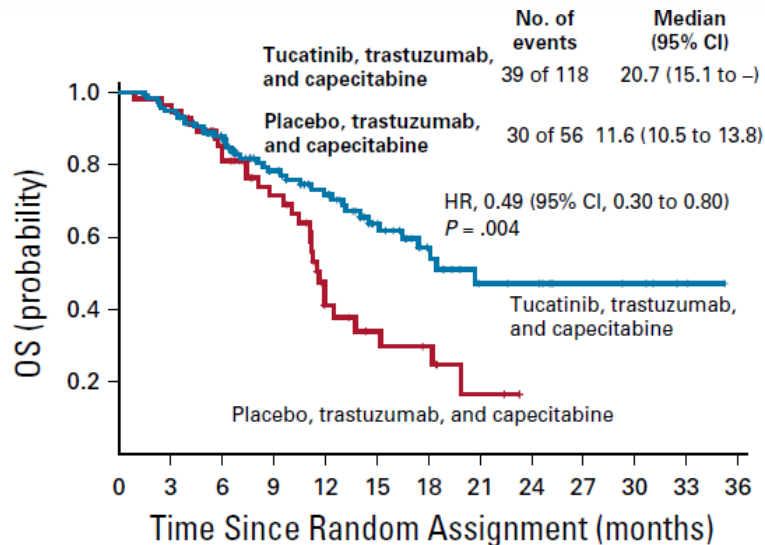 No. of events
Median (95% CI)
Tucatinib, trastuzumab, and capecitabine
39 of 118
20.7 (15.1 to –)
Placebo, trastuzumab, and capecitabine
30 of 56
11.6 (10.5 to 13.8)
HR, 0.49 (95% CI, 0.30 to 0.80)
P = .004
Tucatinib, trastuzumab,
and capecitabine
Placebo, trastuzumab, and capecitabine
OS (probability)
1.0
0.8
0.6
0.4
0.2
0 3 6 9 12 15 18 21 24 27 30 33 36
Time Since Random Assignment (months)